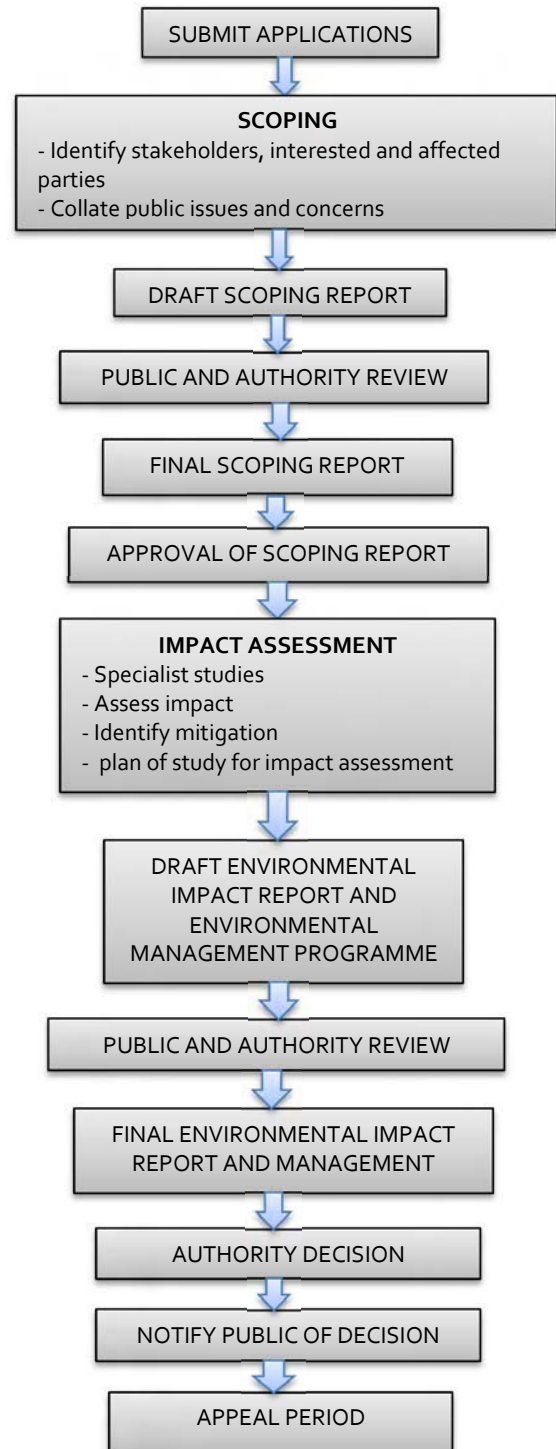 SUBMIT APPLICATIONS
SCOPING
- Identify stakeholders, interested and affected
parties
- Collate public issues and concerns
DRAFT SCOPING REPORT
PUBLIC AND AUTHORITY REVIEW
FINAL SCOPING REPORT
APPROVAL OF SCOPING REPORT
IMPACT ASSESSMENT
- Specialist studies
- Assess impact
- Identify mitigation
- plan of study for impact assessment
DRAFT ENVIRONMENTAL
IMPACT REPORT AND
ENVIRONMENTAL
MANAGEMENT PROGRAMME
PUBLIC AND AUTHORITY REVIEW
FINAL ENVIRONMENTAL IMPACT
REPORT AND MANAGEMENT
AUTHORITY DECISION
NOTIFY PUBLIC OF DECISION
APPEAL PERIOD